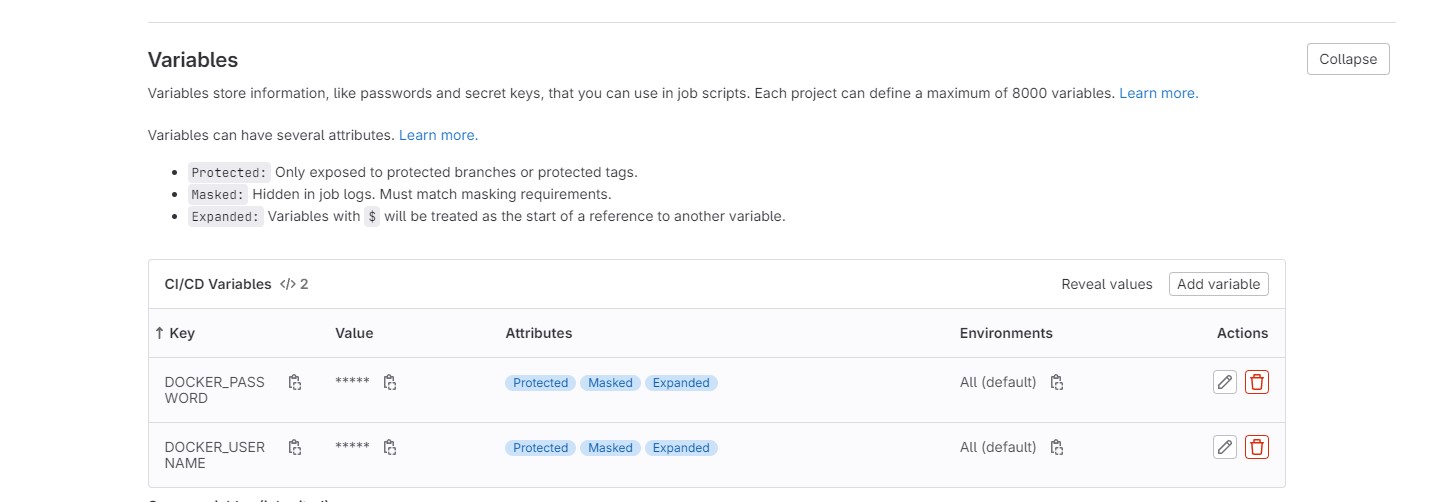 Variables
Collapse
Variables store information, like passwords and secret keys, that you can use in job scripts. Each project can define a maximum of 8000 variables. Learn more.
Variables can have several attributes. Learn more.
Protected: Only exposed to protected branches or protected tags.
Masked: Hidden in job logs. Must match masking requirements.
Expanded: Variables with $ will be treated as the start of a reference to another variable.
CI/CD Variables </> 2
Reveal values
Add variable
↑ Key Value Attributes Environments Actions
DOCKER_PASS ***** Protected Masked Expanded All (default)
WORD
DOCKER_USER ***** Protected Masked Expanded All (default)
NAME